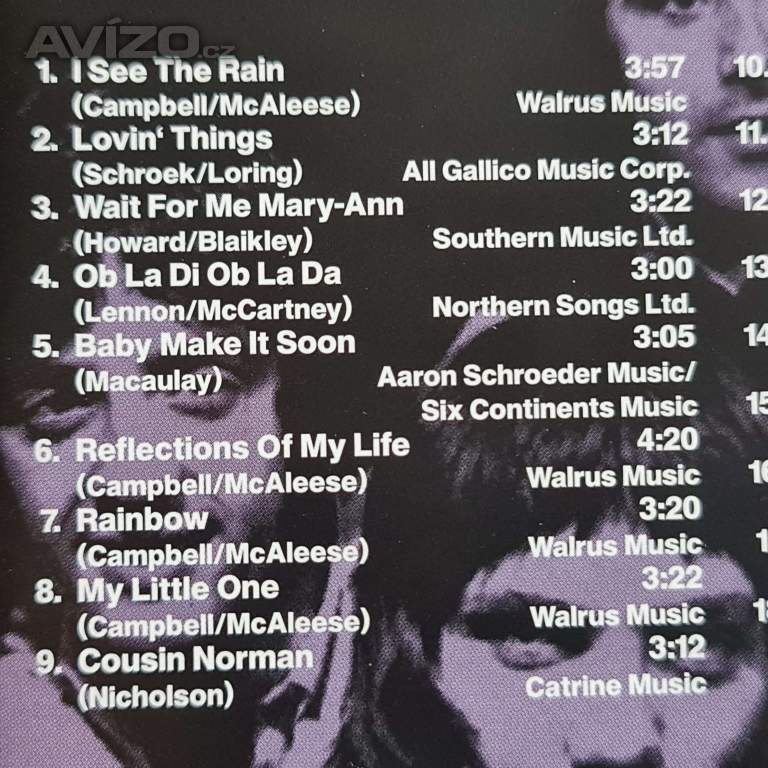 AVÍZO.cz
1. I See The Rain 3:57 10.
(Campbell/McAleese) Walrus Music
2. Lovin' Things 3:12 11.
(Schroek/Loring) All Gallico Music Corp.
3. Wait For Me Mary-Ann 3:22 12
(Howard/Blaikley) Southern Music Ltd.
4. Ob La Di Ob La Da 3:00 13
(Lennon/McCartney) Northern Songs Ltd.
5. Baby Make It Soon 3:05 14
(Macaulay) Aaron Schroeder Music/
Six Continents Music 15
6. Reflections Of My Life 4:20
(Campbell/McAleese) Walrus Music
7. Rainbow 3:20
(Campbell/McAleese) Walrus Music
8. My Little One 3:22
(Campbell/McAleese) Walrus Music
9. Cousin Norman 3:12
(Nicholson) Catrine Music